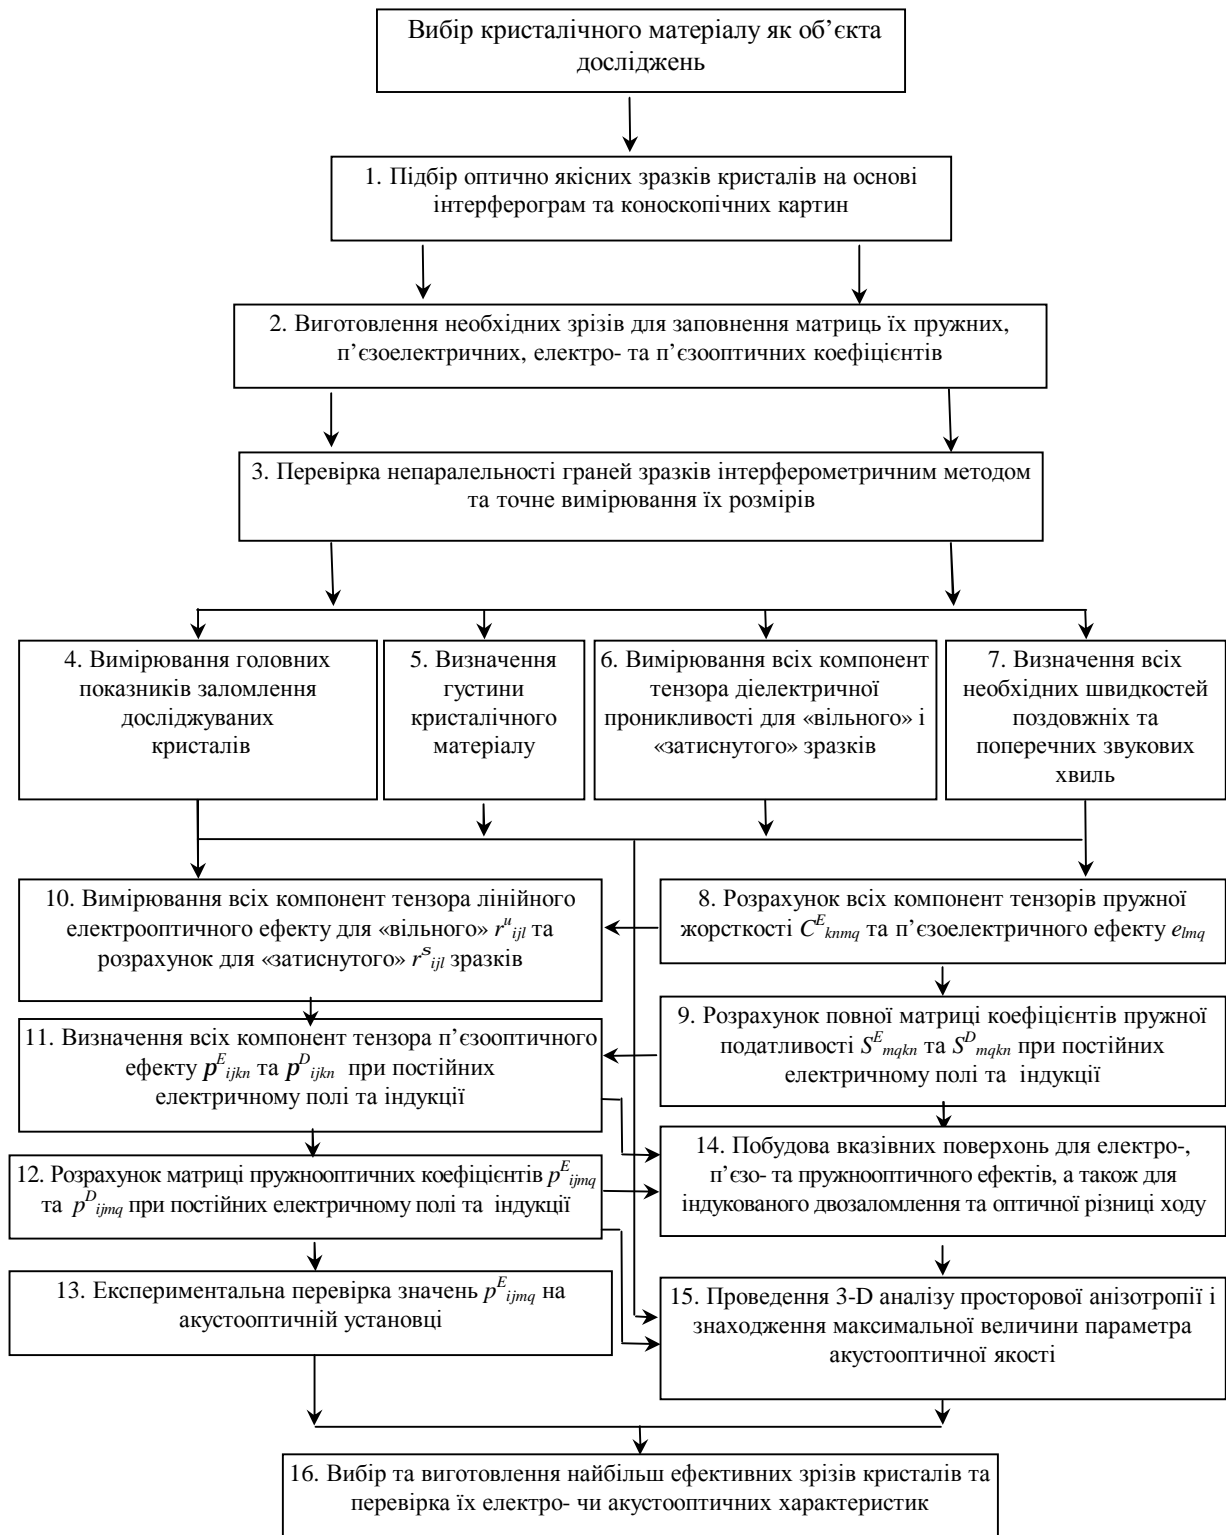 Вибір кристалічного матеріалу як об’єкта
досліджень
1. Підбір оптично якісних зразків кристалів на основі
інтерферограм та коноскопічних картин
2. Виготовлення необхідних зрізів для заповнення матриць їх пружних,
п’єзоелектричних, електро- та п’єзооптичних коефіцієнтів
3. Перевірка непаралельності граней зразків інтерферометричним методом
та точне вимірювання їх розмірів
4. Вимірювання головних
показників заломлення
досліджуваних
кристалів
5. Визначення
густини
кристалічного
матеріалу
6. Вимірювання всіх компонент
тензора діелектричної
проникливості для «вільного» і
«затиснутого» зразків
7. Визначення всіх
необхідних швидкостей
поздовжніх та
поперечних звукових
хвиль
10. Вимірювання всіх компонент тензора лінійного
електрооптичного ефекту для «вільного» r^u_ijl та
розрахунок для «затиснутого» r^s_ijl зразків
8. Розрахунок всіх компонент тензорів пружної
жорсткості C^E_knmq та п’єзоелектричного ефекту e_lmq
11. Визначення всіх компонент тензора п’єзооптичного
ефекту p^E_ijkn та p^D_ijkn при постійних
електричному полі та індукції
9. Розрахунок повної матриці коефіцієнтів пружної
податливості S^E_mqkn та S^D_mqkn при постійних
електричному полі та індукції
12. Розрахунок матриці пружнооптичних коефіцієнтів p^E_ijmq
та p^D_ijmq при постійних електричному полі та індукції
14. Побудова вказівних поверхонь для електро-,
п’єзо- та пружнооптичного ефектів, а також для
індукованого двозаломлення та оптичної різниці ходу
13. Експериментальна перевірка значень p^E_ijmq на
акустооптичній установці
15. Проведення 3-D аналізу просторової анізотропії і
знаходження максимальної величини параметра
акустооптичної якості
16. Вибір та виготовлення найбільш ефективних зрізів кристалів та
перевірка їх електро- чи акустооптичних характеристик